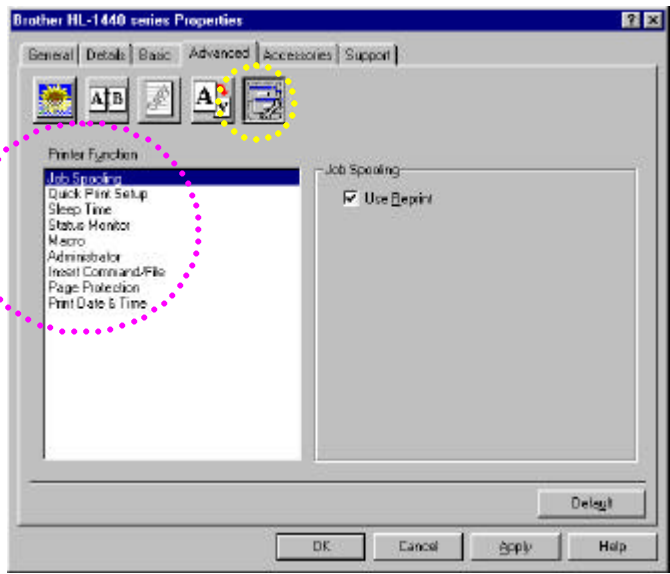 Brother HL-1440 series Properties
General Details Basic Advanced Accessories Support
A B
A
Printer Function
Job Spooling
Quick Print Setup
Sleep Time
Status Monitor
Macro
Administrator
Insert Command/File
Page Protection
Print Date & Time
Job Spooling
Use Reprint
Default
OK Cancel Apply Help